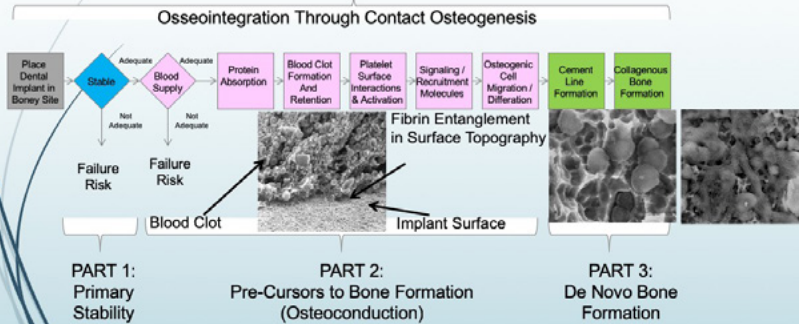 Osseointegration Through Contact Osteogenesis
Place
Dental
Implant in
Boney Site
Stable
Adequate
Not
Adequate
Failure
Risk
Blood
Supply
Adequate
Not
Adequate
Failure
Risk
Protein
Absorption
Blood Clot
Formation
And
Retention
Platelet
Surface
Interactions
& Activation
Signaling /
Recruitment
Molecules
Osteogenic
Cell
Migration /
Differation
Cement
Line
Formation
Collagenous
Bone
Formation
Fibrin Entanglement
in Surface Topography
Blood Clot
Implant Surface
PART 1:
Primary
Stability
PART 2:
Pre-Cursors to Bone Formation
(Osteoconduction)
PART 3:
De Novo Bone
Formation